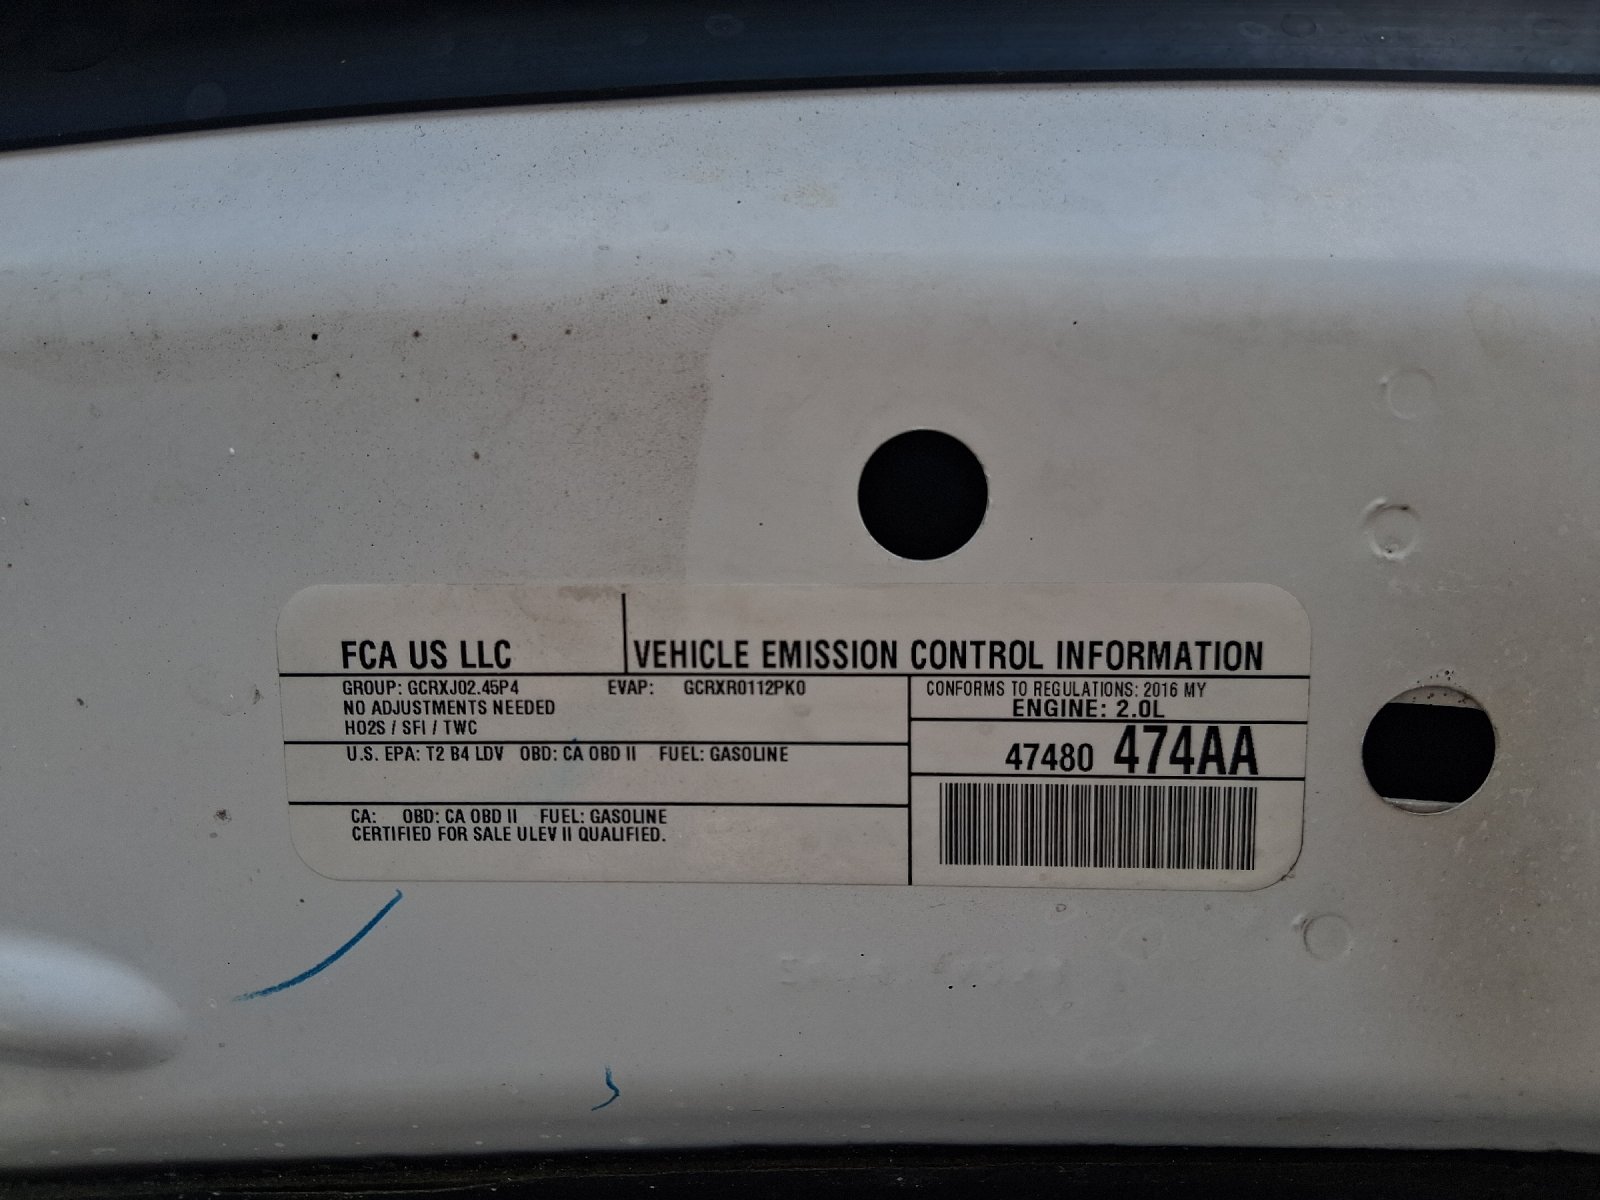 FCA US LLC
VEHICLE EMISSION CONTROL INFORMATION
GROUP: GCRXJ02.45P4 EVAP: GCRXR0112PK0
NO ADJUSTMENTS NEEDED
HO2S / SFI / TWC
U.S. EPA: T2 B4 LDV OBD: CA OBD II FUEL: GASOLINE
CA: OBD: CA OBD II FUEL: GASOLINE
CERTIFIED FOR SALE ULEV II QUALIFIED.
CONFORMS TO REGULATIONS: 2016 MY
ENGINE: 2.0L
47480 474AA